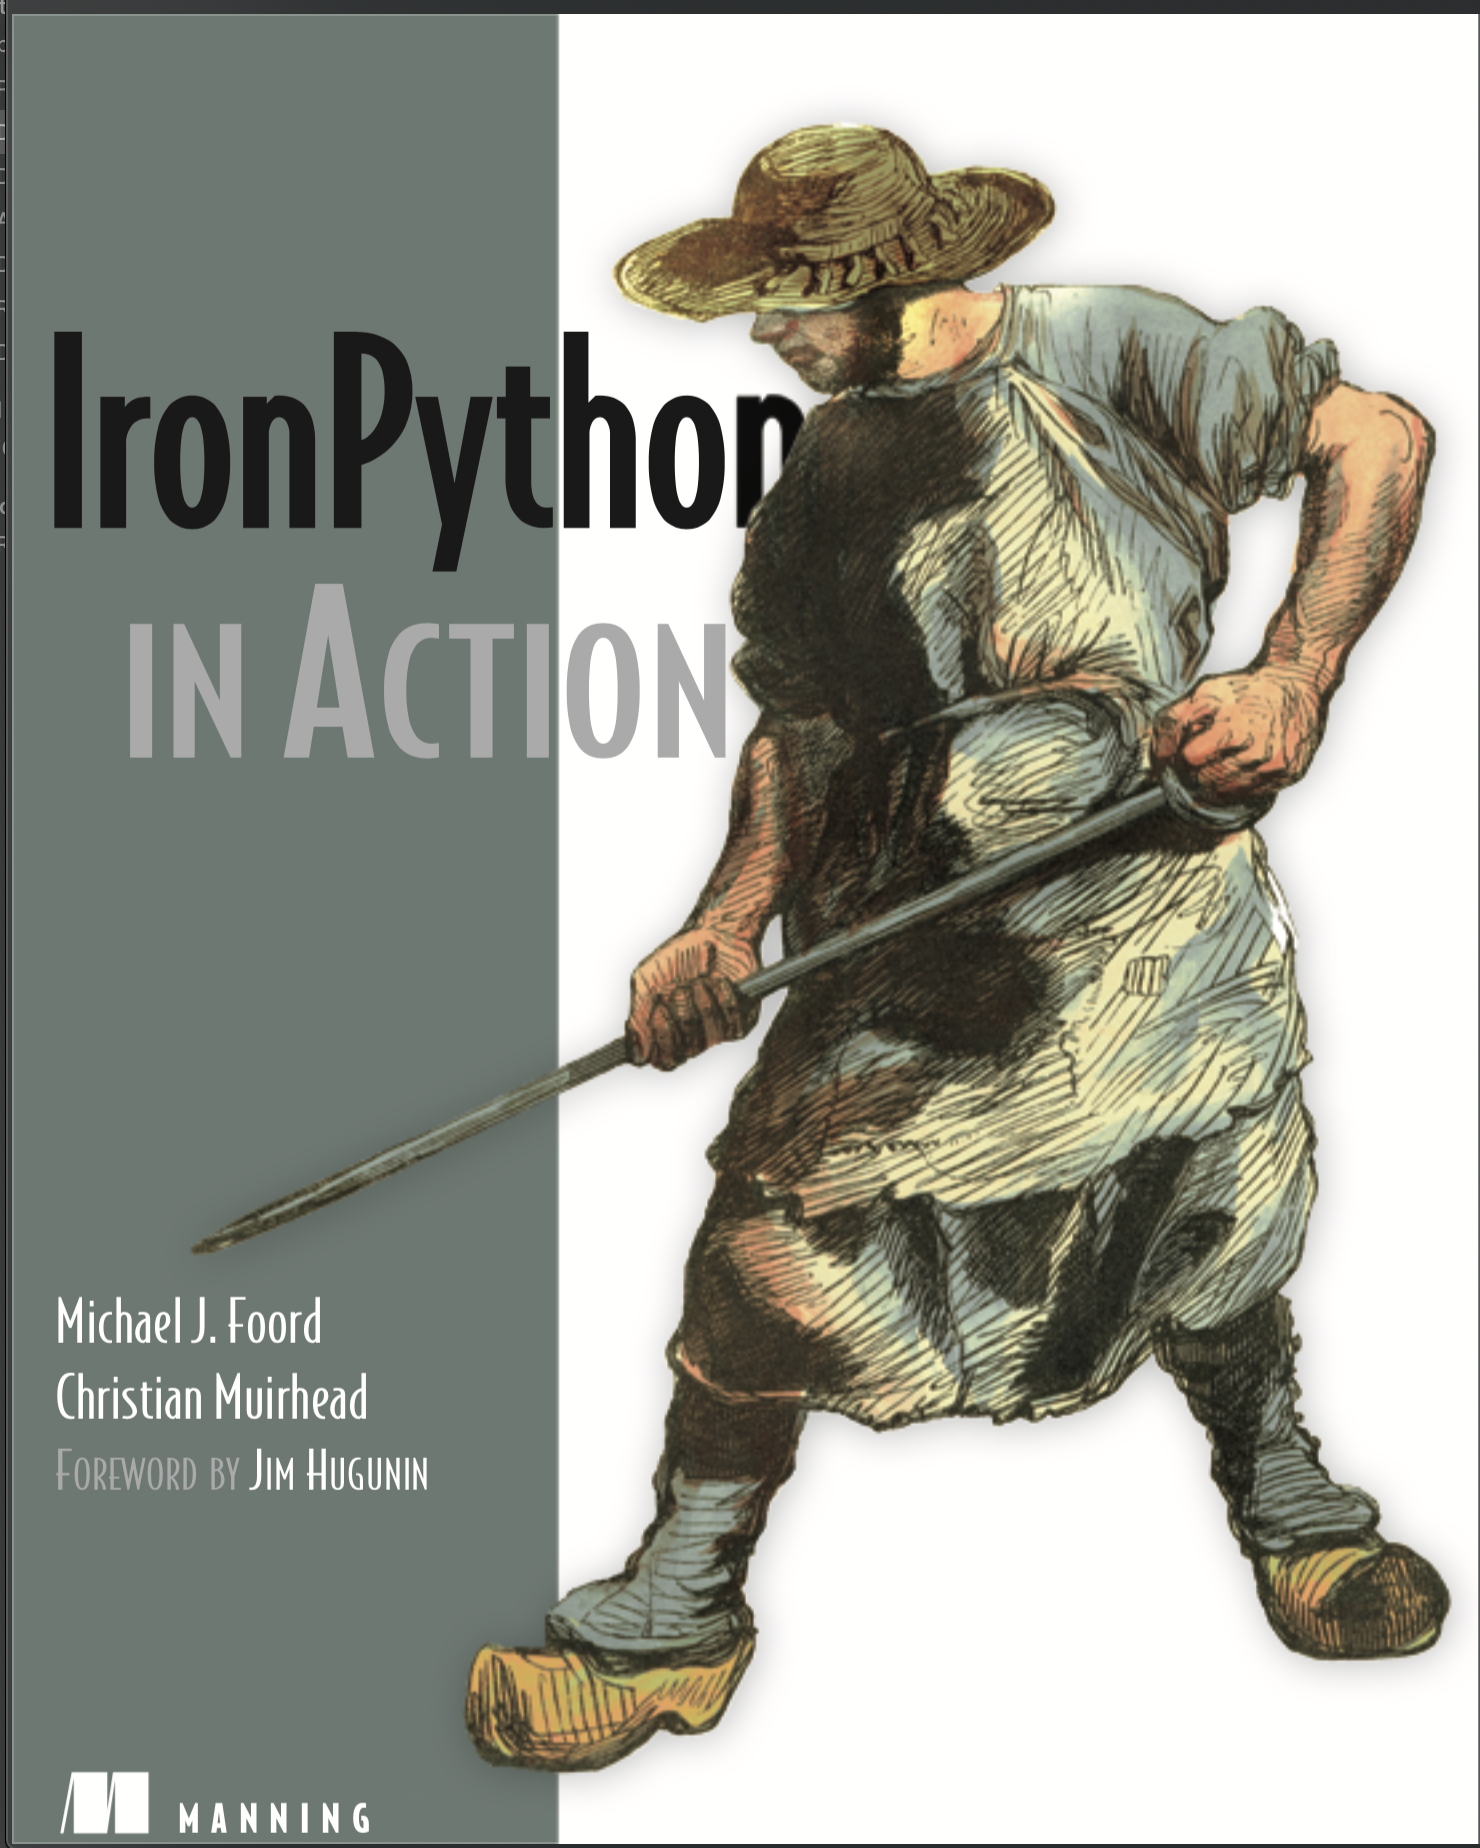 IronPython
IN ACTION
Michael J. Foord
Christian Muirhead
FOREWORD BY JIM HUGUNIN
MANNING